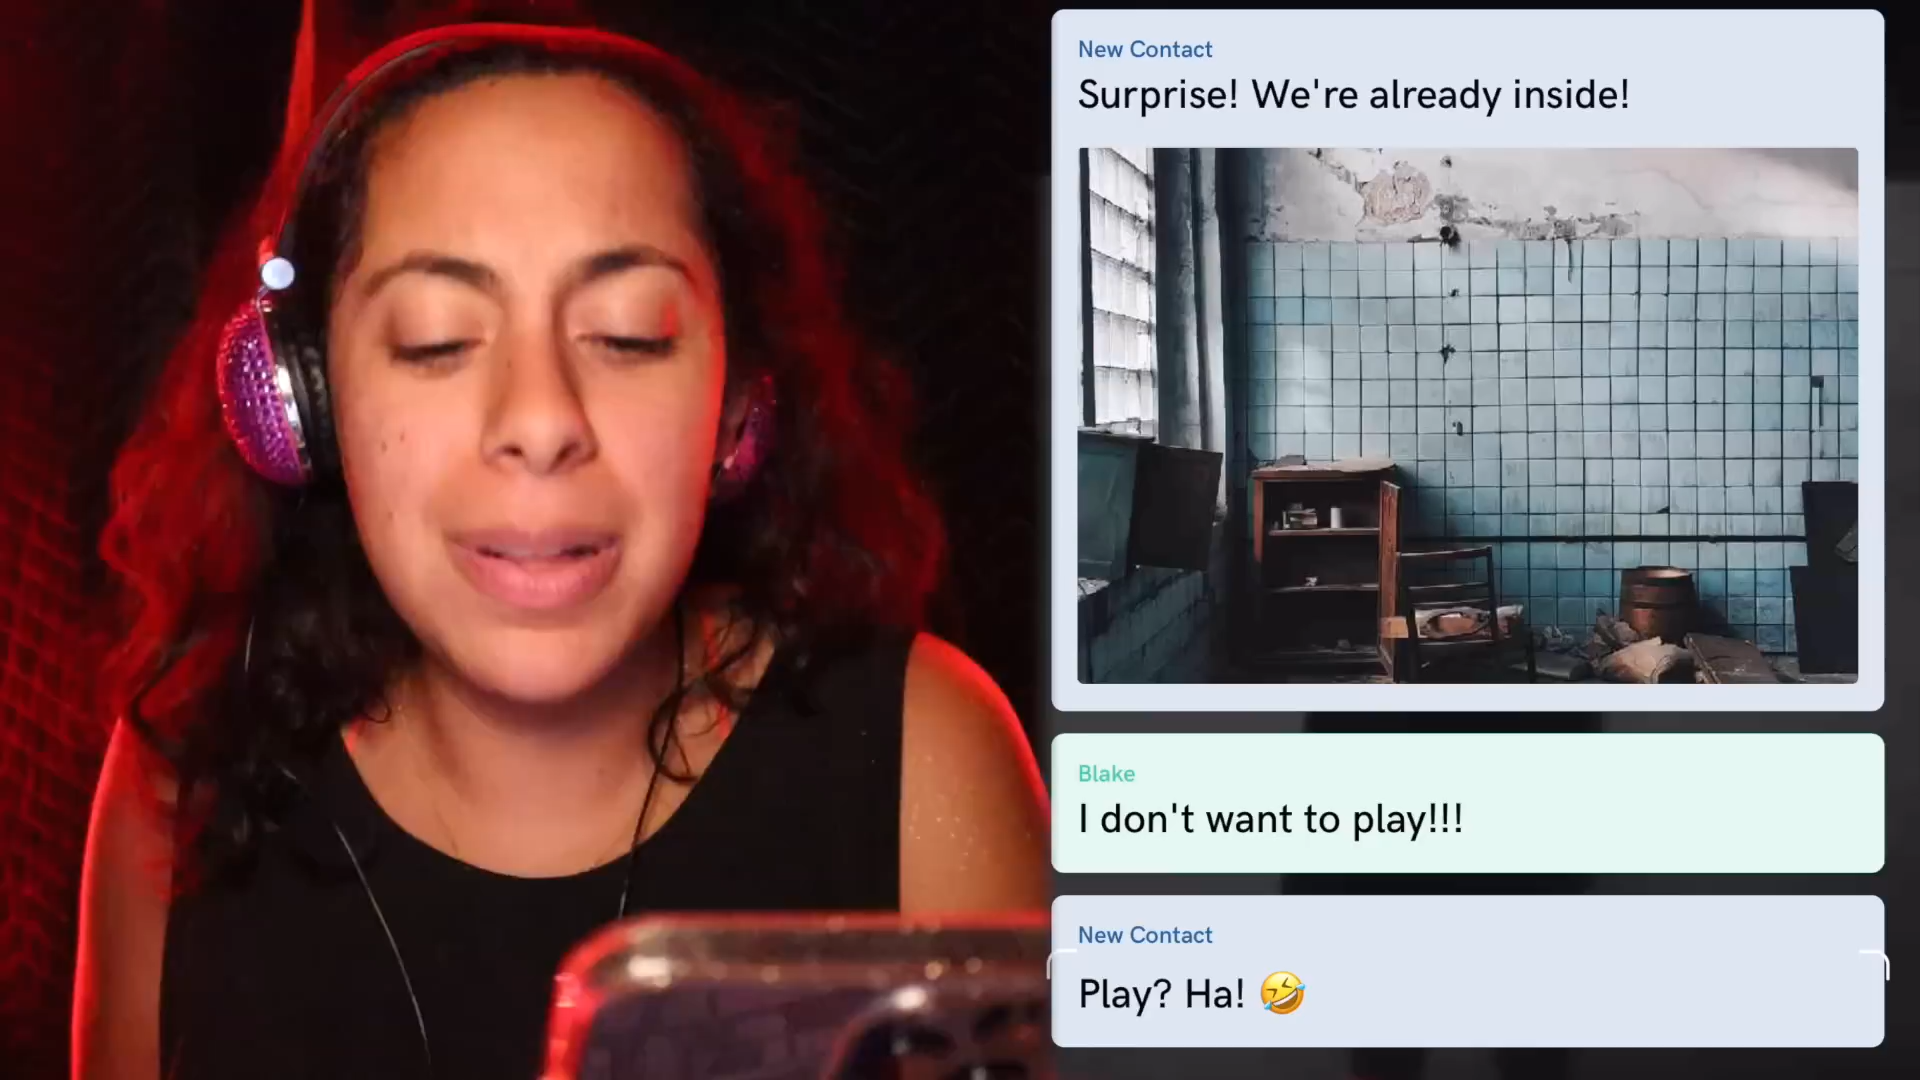 New Contact
Surprise! We're already inside!
Blake
I don't want to play!!!
New Contact
Play? Ha! 🤣